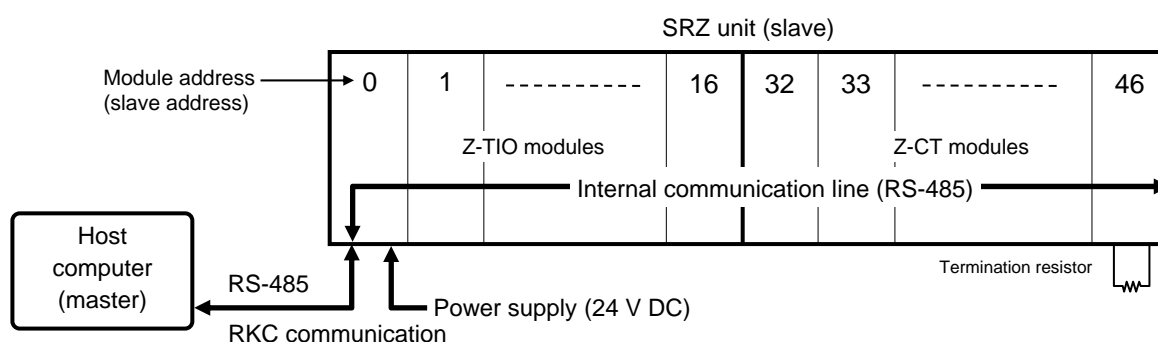 SRZ unit (slave)
Module address
(slave address)
0
1
16
32
33
46
Z-TIO modules
Z-CT modules
Internal communication line (RS-485)
Host
computer
(master)
RS-485
RKC communication
Power supply (24 V DC)
Termination resistor